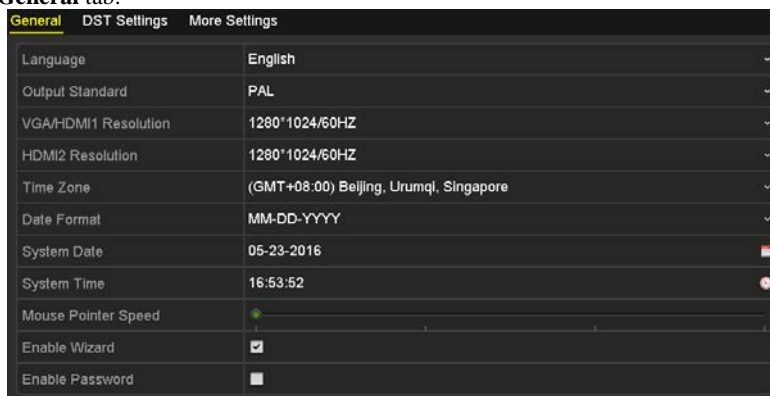 General tab.
General DST Settings More Settings
Language English
Output Standard PAL
VGA/HDMI1 Resolution 1280*1024/60HZ
HDMI2 Resolution 1280*1024/60HZ
Time Zone (GMT+08:00) Beijing, Urumqi, Singapore
Date Format MM-DD-YYYY
System Date 05-23-2016
System Time 16:53:52
Mouse Pointer Speed
Enable Wizard
Enable Password